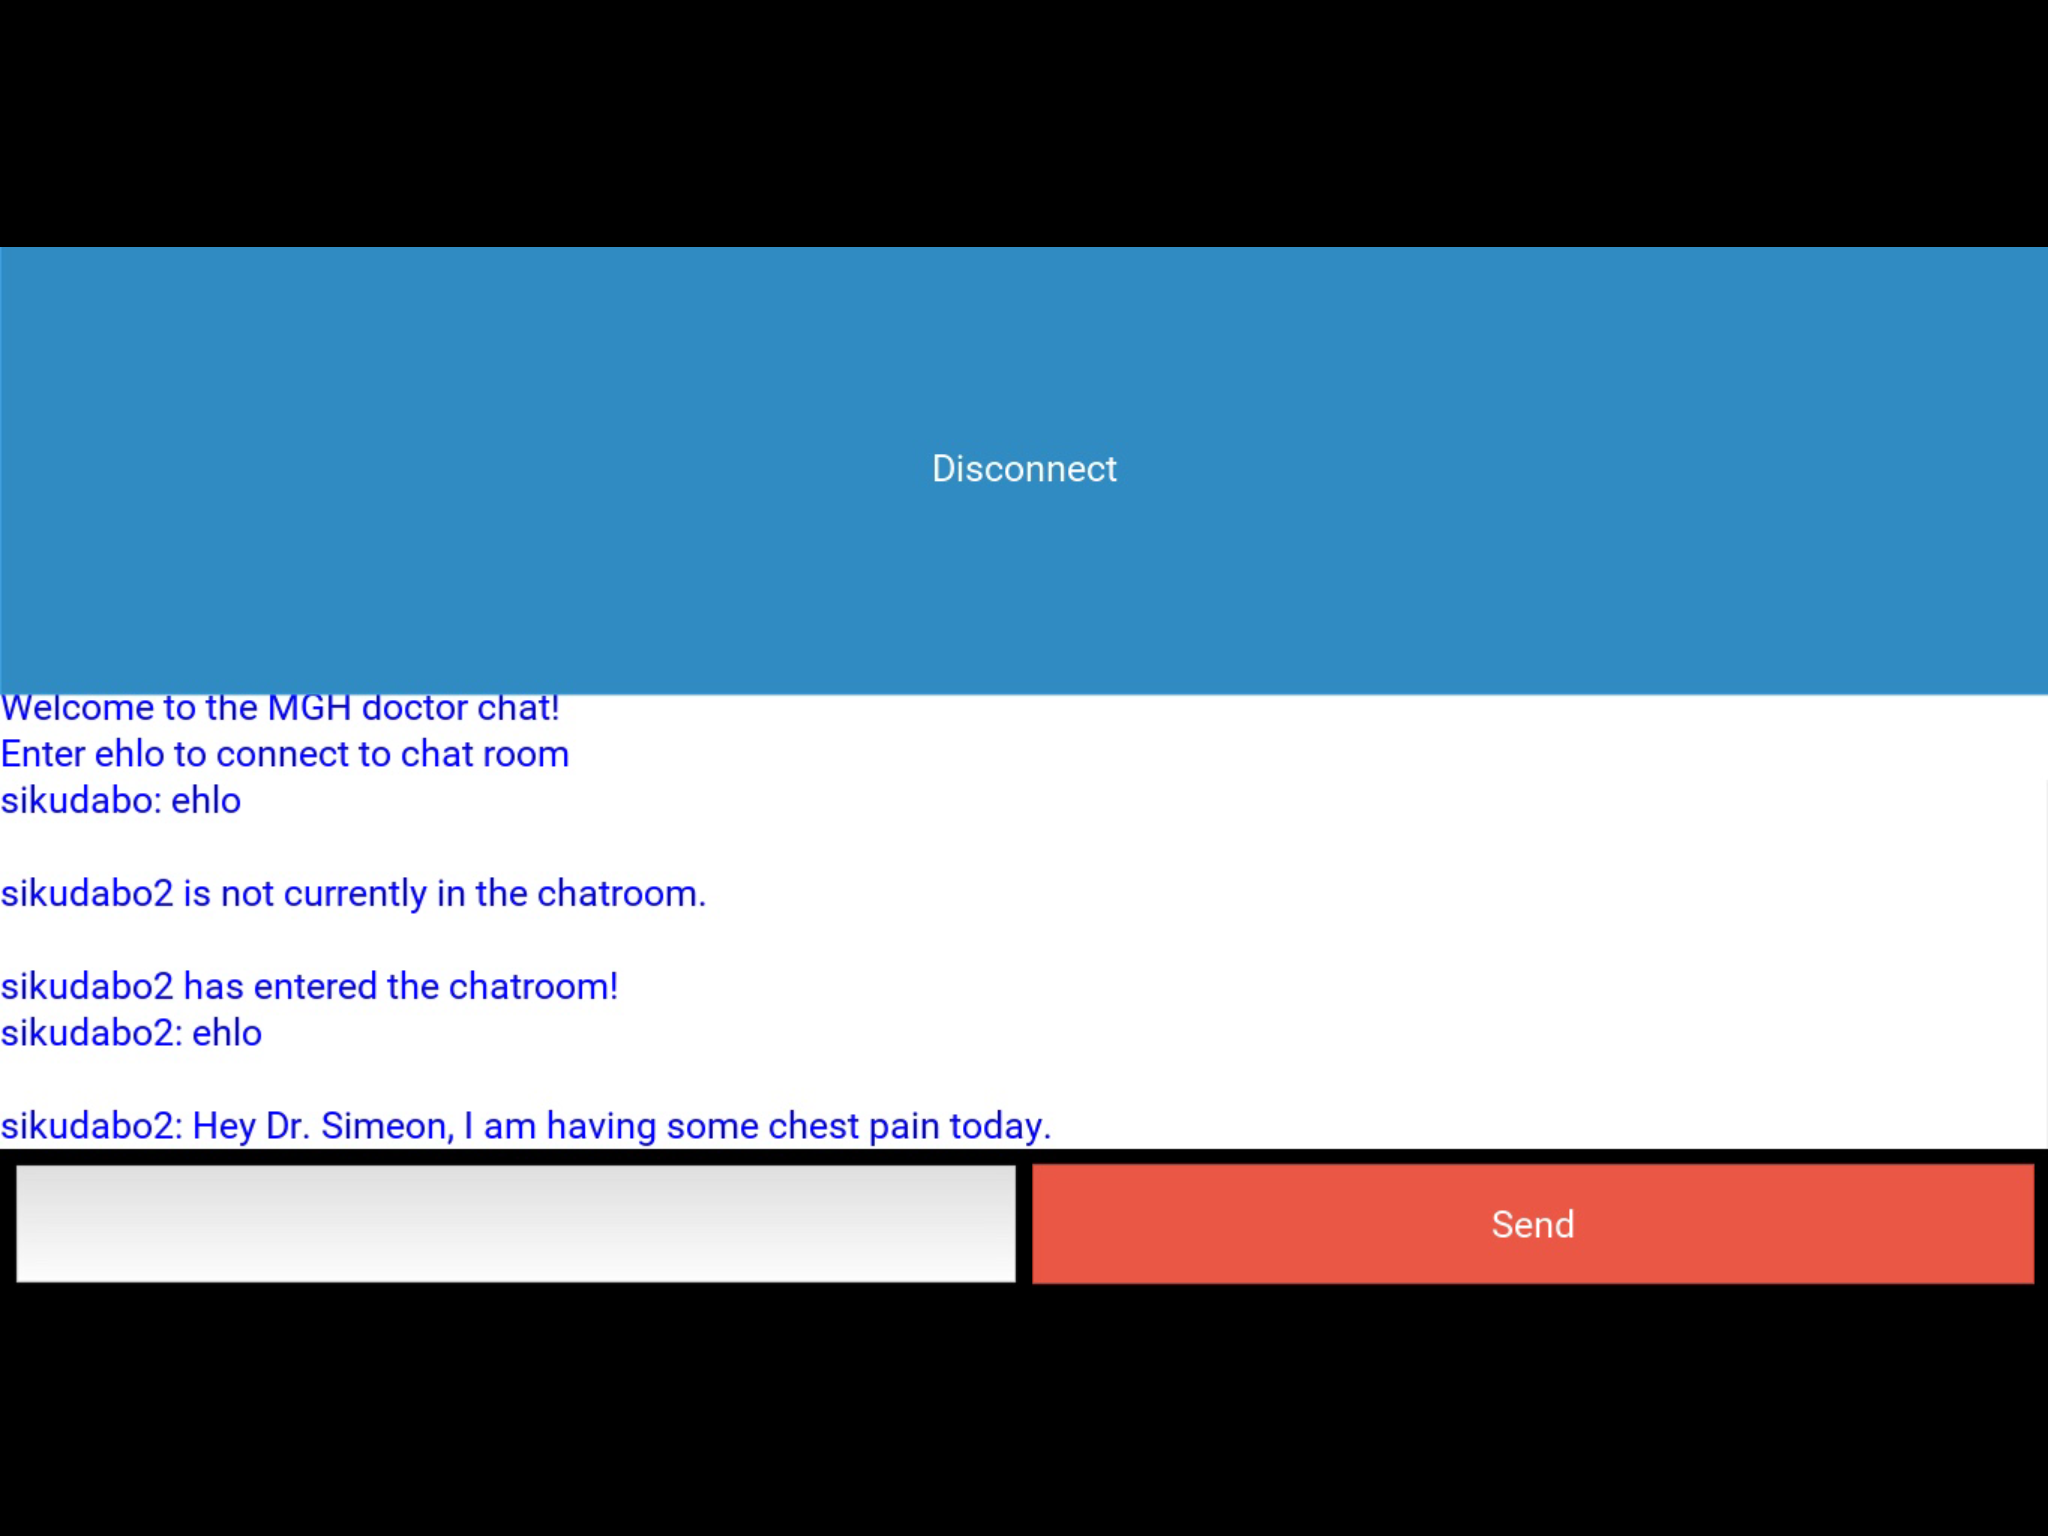 Disconnect
Welcome to the MGH doctor chat!
Enter ehlo to connect to chat room
sikudabo: ehlo
sikudabo2 is not currently in the chatroom.
sikudabo2 has entered the chatroom!
sikudabo2: ehlo
sikudabo2: Hey Dr. Simeon, I am having some chest pain today.
Send